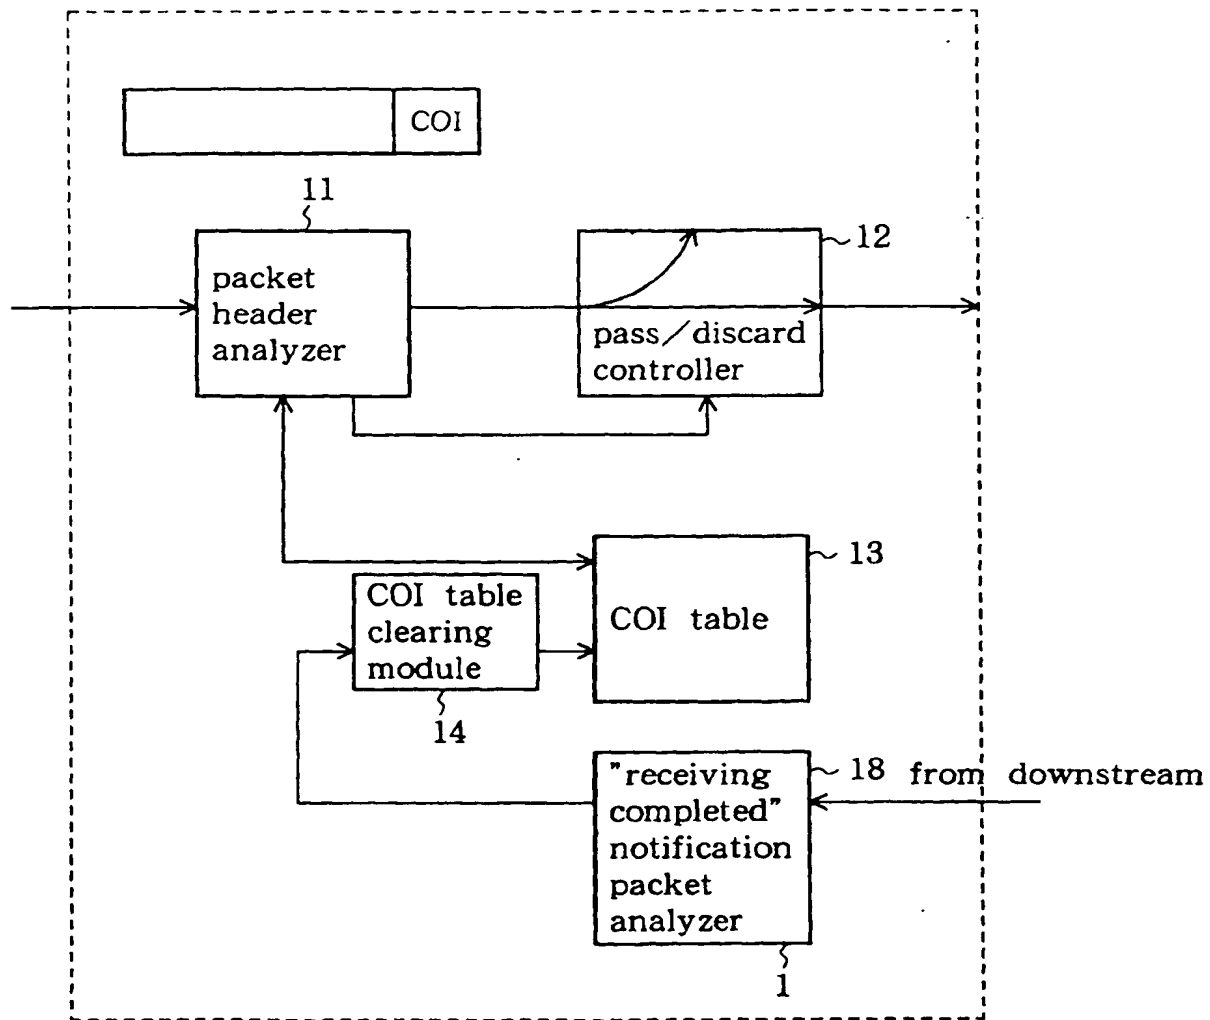 COI
11
packet
header
analyzer
12
pass/discard
controller
13
COI table
COI table
clearing
module
14
"receiving
completed"
notification
packet
analyzer
18
from downstream
1